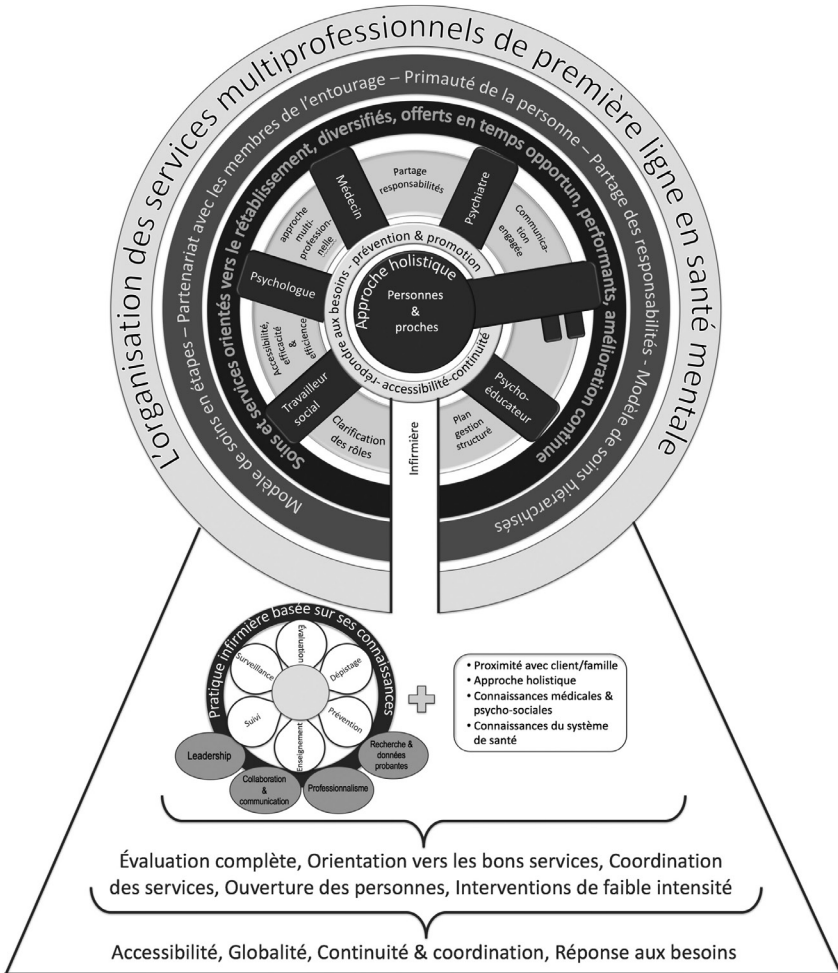 L'organisation des services multiprofessionnels de première ligne en santé mentale
Modèle de soins en étapes – Partenariat avec les membres de l'entourage – Primauté de la personne – Partage des responsabilités - Modèle de soins hiérarchisés
Soins et services orientés vers le rétablissement, diversifiés, offerts en temps opportun, performants, amélioration continue
Partage
responsabilités
Médecin
Psychiatre
approche
multi-
profession-
nelle
Communica-
tion
engagée
Psychologue
Accessibilité,
efficacité
&
efficience
Travailleur
social
Clarification
des rôles
Plan
gestion
structuré
Psycho-
éducateur
répondre aux besoins - prévention & promotion
-accessibilité-continuité-
Approche holistique
Personnes
&
proches
Infirmière
Pratique infirmière basée sur ses connaissances
Évaluation
Surveillance
Dépistage
Suivi
Prévention
Enseignement
Leadership
Collaboration
&
communication
Professionnalisme
Recherche &
données
probantes
• Proximité avec client/famille
• Approche holistique
• Connaissances médicales &
psycho-sociales
• Connaissances du système
de santé
Évaluation complète, Orientation vers les bons services, Coordination
des services, Ouverture des personnes, Interventions de faible intensité
Accessibilité, Globalité, Continuité & coordination, Réponse aux besoins